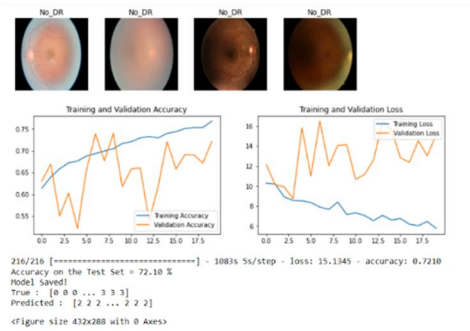 No_DR No_DR No_DR No_DR
Training and Validation Accuracy
0.75
0.70
0.65
0.60
0.55
Training Accuracy
Validation Accuracy
0.0 2.5 5.0 7.5 10.0 12.5 15.0 17.5
Training and Validation Loss
16
14
12
10
8
6
Training Loss
Validation Loss
0.0 2.5 5.0 7.5 10.0 12.5 15.0 17.5
216/216 [==============================] - 1083s 5s/step - loss: 15.1345 - accuracy: 0.7210
Accuracy on the Test Set = 72.10 %
Model Saved!
True : [0 0 0 ... 3 3 3]
Predicted : [2 2 2 ... 2 2 2]
<Figure size 432x288 with 0 Axes>